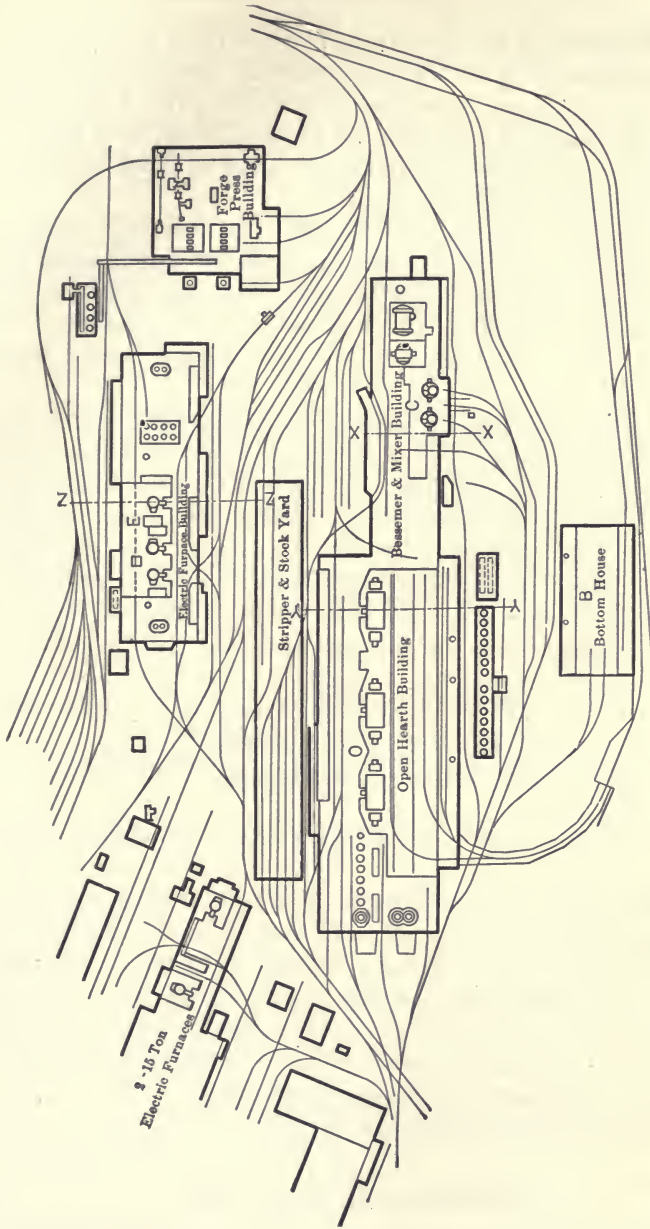 Forge
Press
Building
Z
E
Electric Furnace Building
Z
Stripper & Stock Yard
X
C
Bessemer & Mixer Building
X
Y
O
Open Hearth Building
Y
B
Bottom House
2 -15 Ton
Electric Furnaces